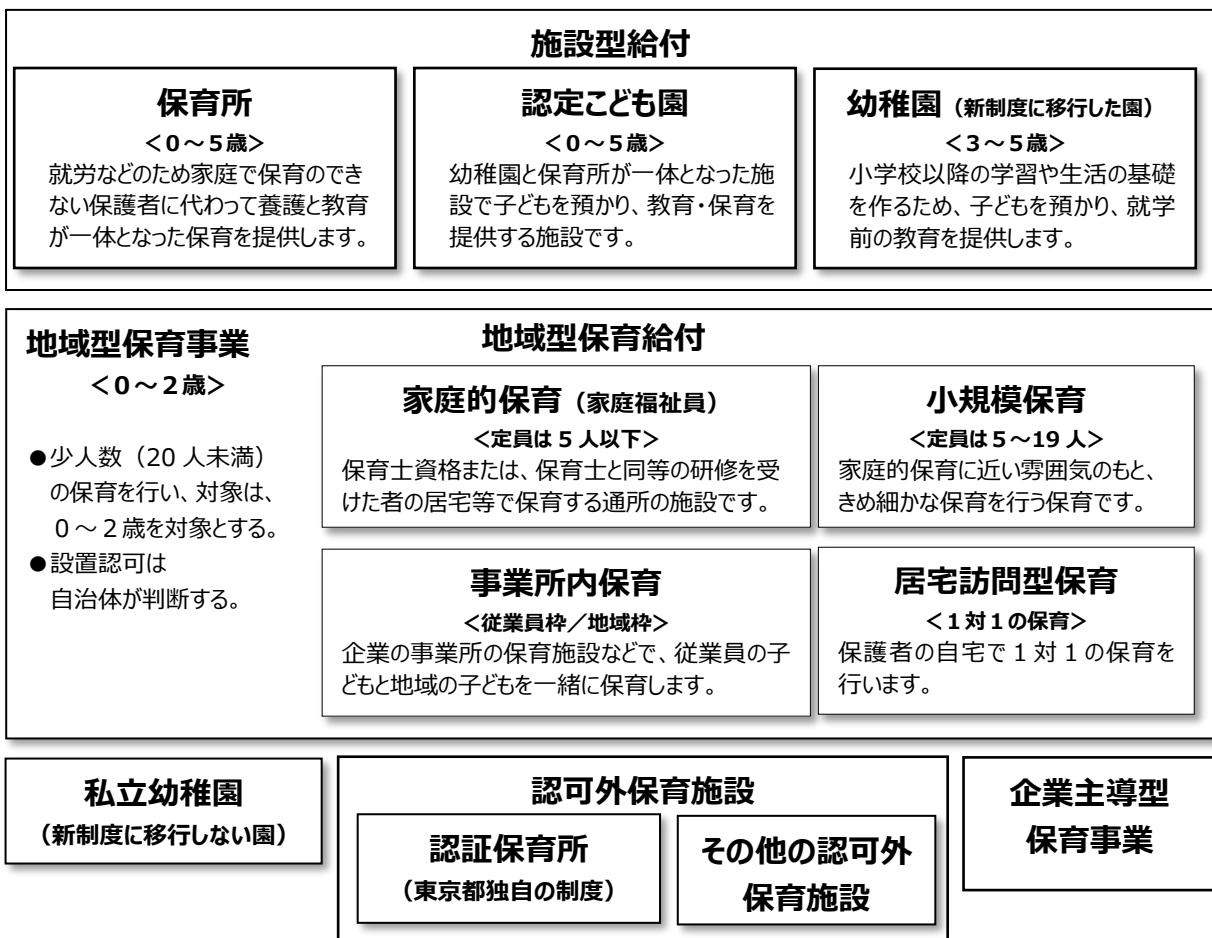 施設型給付
保育所
＜０～５歳＞
就労などのため家庭で保育のでき
ない保護者に代わって養護と教育
が一体となった保育を提供します。
認定こども園
＜０～５歳＞
幼稚園と保育所が一体となった施
設で子どもを預かり、教育・保育を
提供する施設です。
幼稚園（新制度に移行した園）
＜３～５歳＞
小学校以降の学習や生活の基礎
を作るため、子どもを預かり、就学
前の教育を提供します。
地域型保育事業
＜０～２歳＞
●少人数（20 人未満）
の保育を行い、対象は、
０～２歳を対象とする。
●設置認可は
自治体が判断する。
地域型保育給付
家庭的保育（家庭福祉員）
＜定員は 5 人以下＞
保育士資格または、保育士と同等の研修を受
けた者の居宅等で保育する通所の施設です。
小規模保育
＜定員は５～19 人＞
家庭的保育に近い雰囲気のもと、
きめ細かな保育を行う保育です。
事業所内保育
＜従業員枠／地域枠＞
企業の事業所の保育施設などで、従業員の子
どもと地域の子どもを一緒に保育します。
居宅訪問型保育
＜１対１の保育＞
保護者の自宅で１対１の保育を
行います。
私立幼稚園
（新制度に移行しない園）
認可外保育施設
認証保育所
（東京都独自の制度）
その他の認可外
保育施設
企業主導型
保育事業